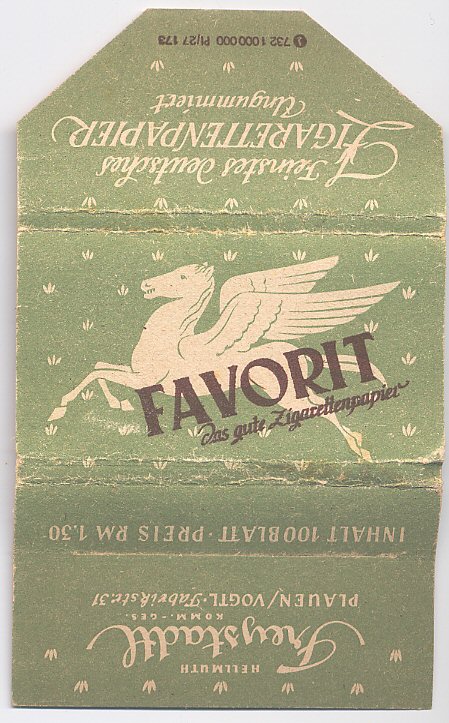 Feinstes deutsches
ZIGARETTENPAPIER
Ungummiert
732 1000000 Pl/27 173
FAVORIT
Das gute Zigarettenpapier
HELLMUTH
Freystadtl
KOMM.-GES.
PLAUEN/VOGTL·Fabrikstr. 31
INHALT 100 BLATT·PREIS RM 1.30